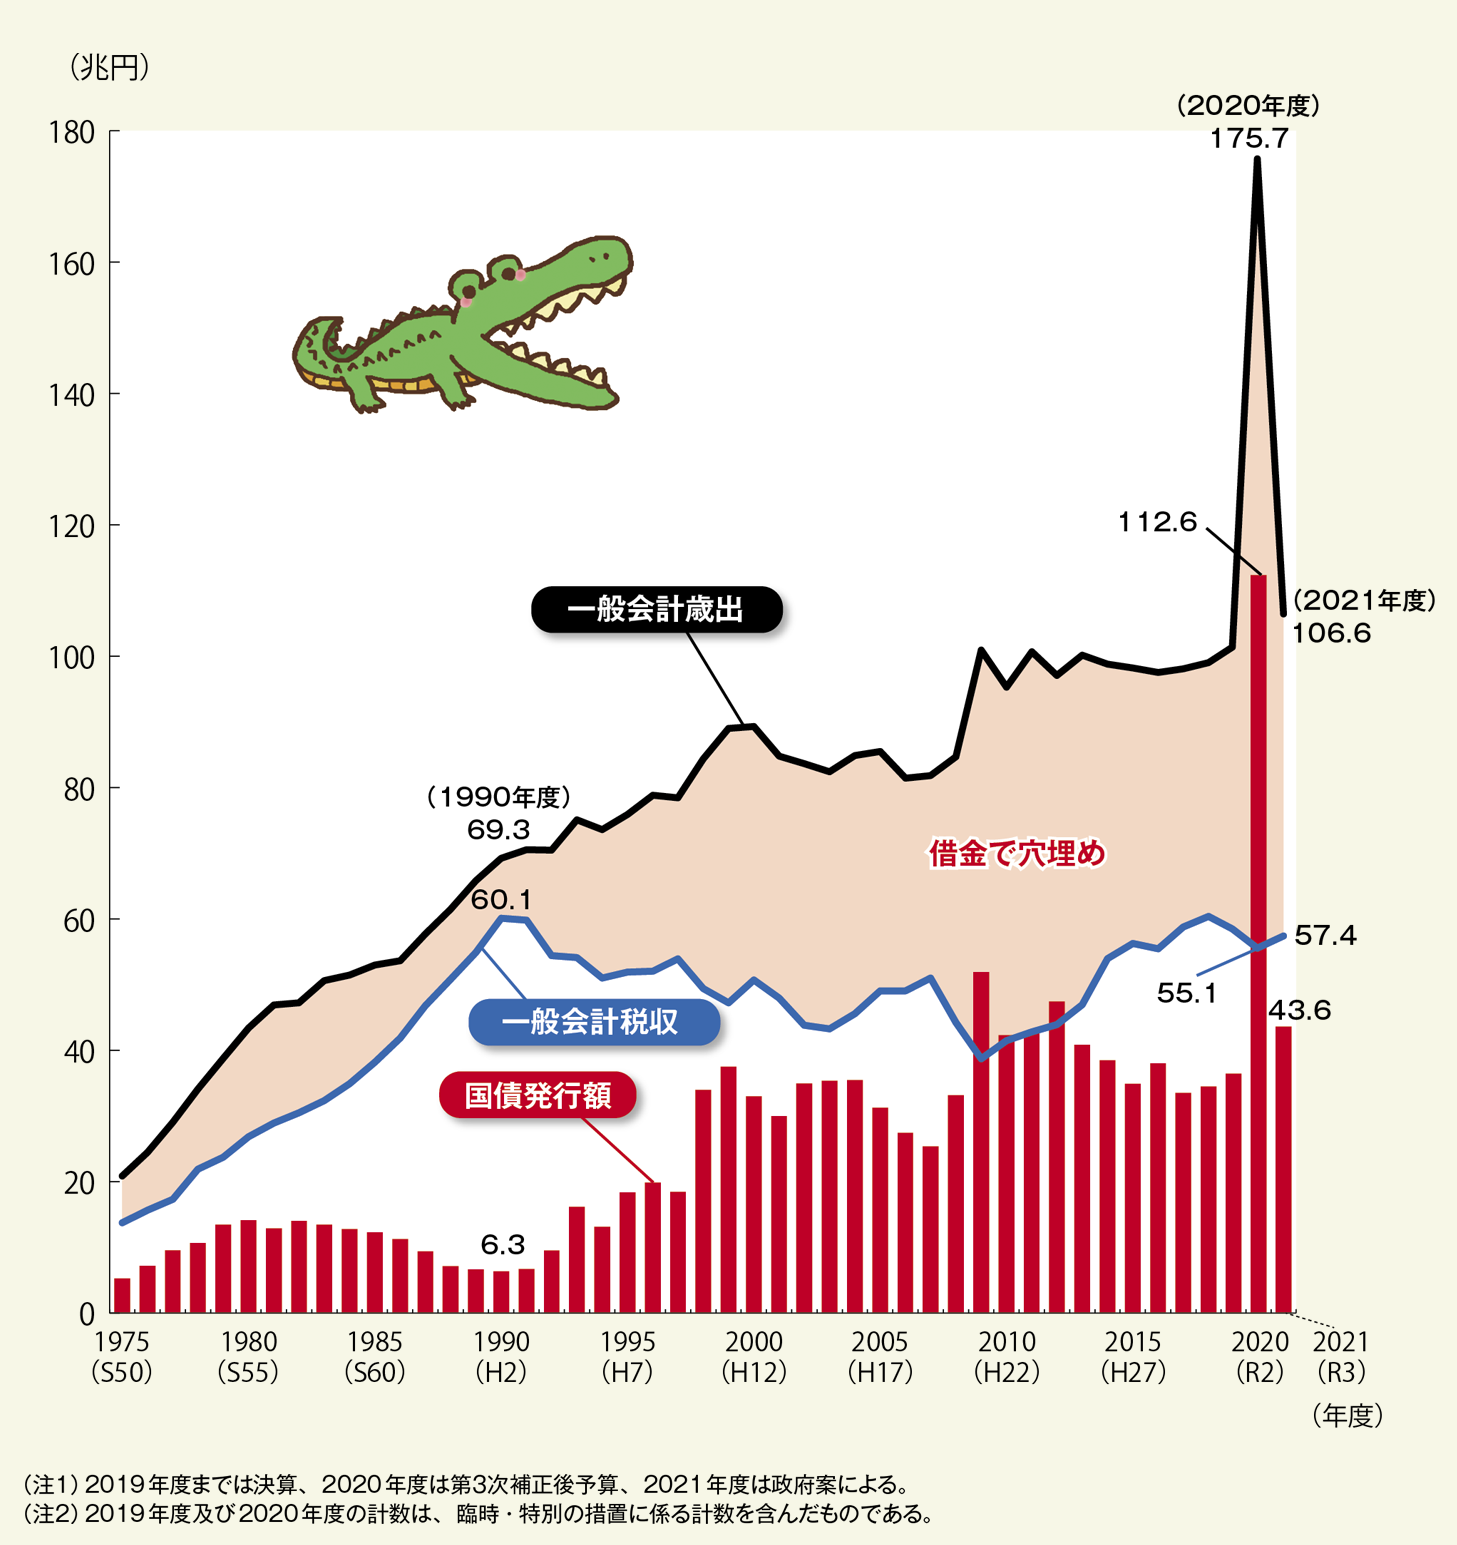 （兆円）
（2020年度）
175.7
180
160
140
120
112.6
一般会計歳出
（2021年度）
106.6
100
（1990年度）
69.3
80
借金で穴埋め
60.1
60
57.4
55.1
一般会計税収
43.6
40
国債発行額
20
6.3
0
1975 1980 1985 1990 1995 2000 2005 2010 2015 2020 2021
（S50） （S55） （S60） （H2） （H7） （H12） （H17） （H22） （H27） （R2） （R3）
（年度）
（注1）2019年度までは決算、2020年度は第3次補正後予算、2021年度は政府案による。
（注2）2019年度及び2020年度の計数は、臨時・特別の措置に係る計数を含んだものである。